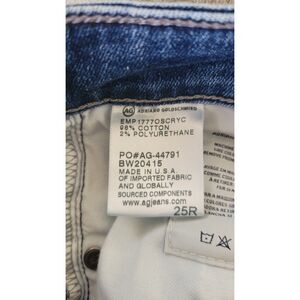 AG ADRIANO GOLDSCHMIED
EMP1777OSCRYC
98% COTTON
2% POLYURETHANE
PO#AG-44791
BW20415
MADE IN U.S.A.
OF IMPORTED FABRIC
AND GLOBALLY
SOURCED COMPONENTS
www.agjeans.com
25R
MACHINE